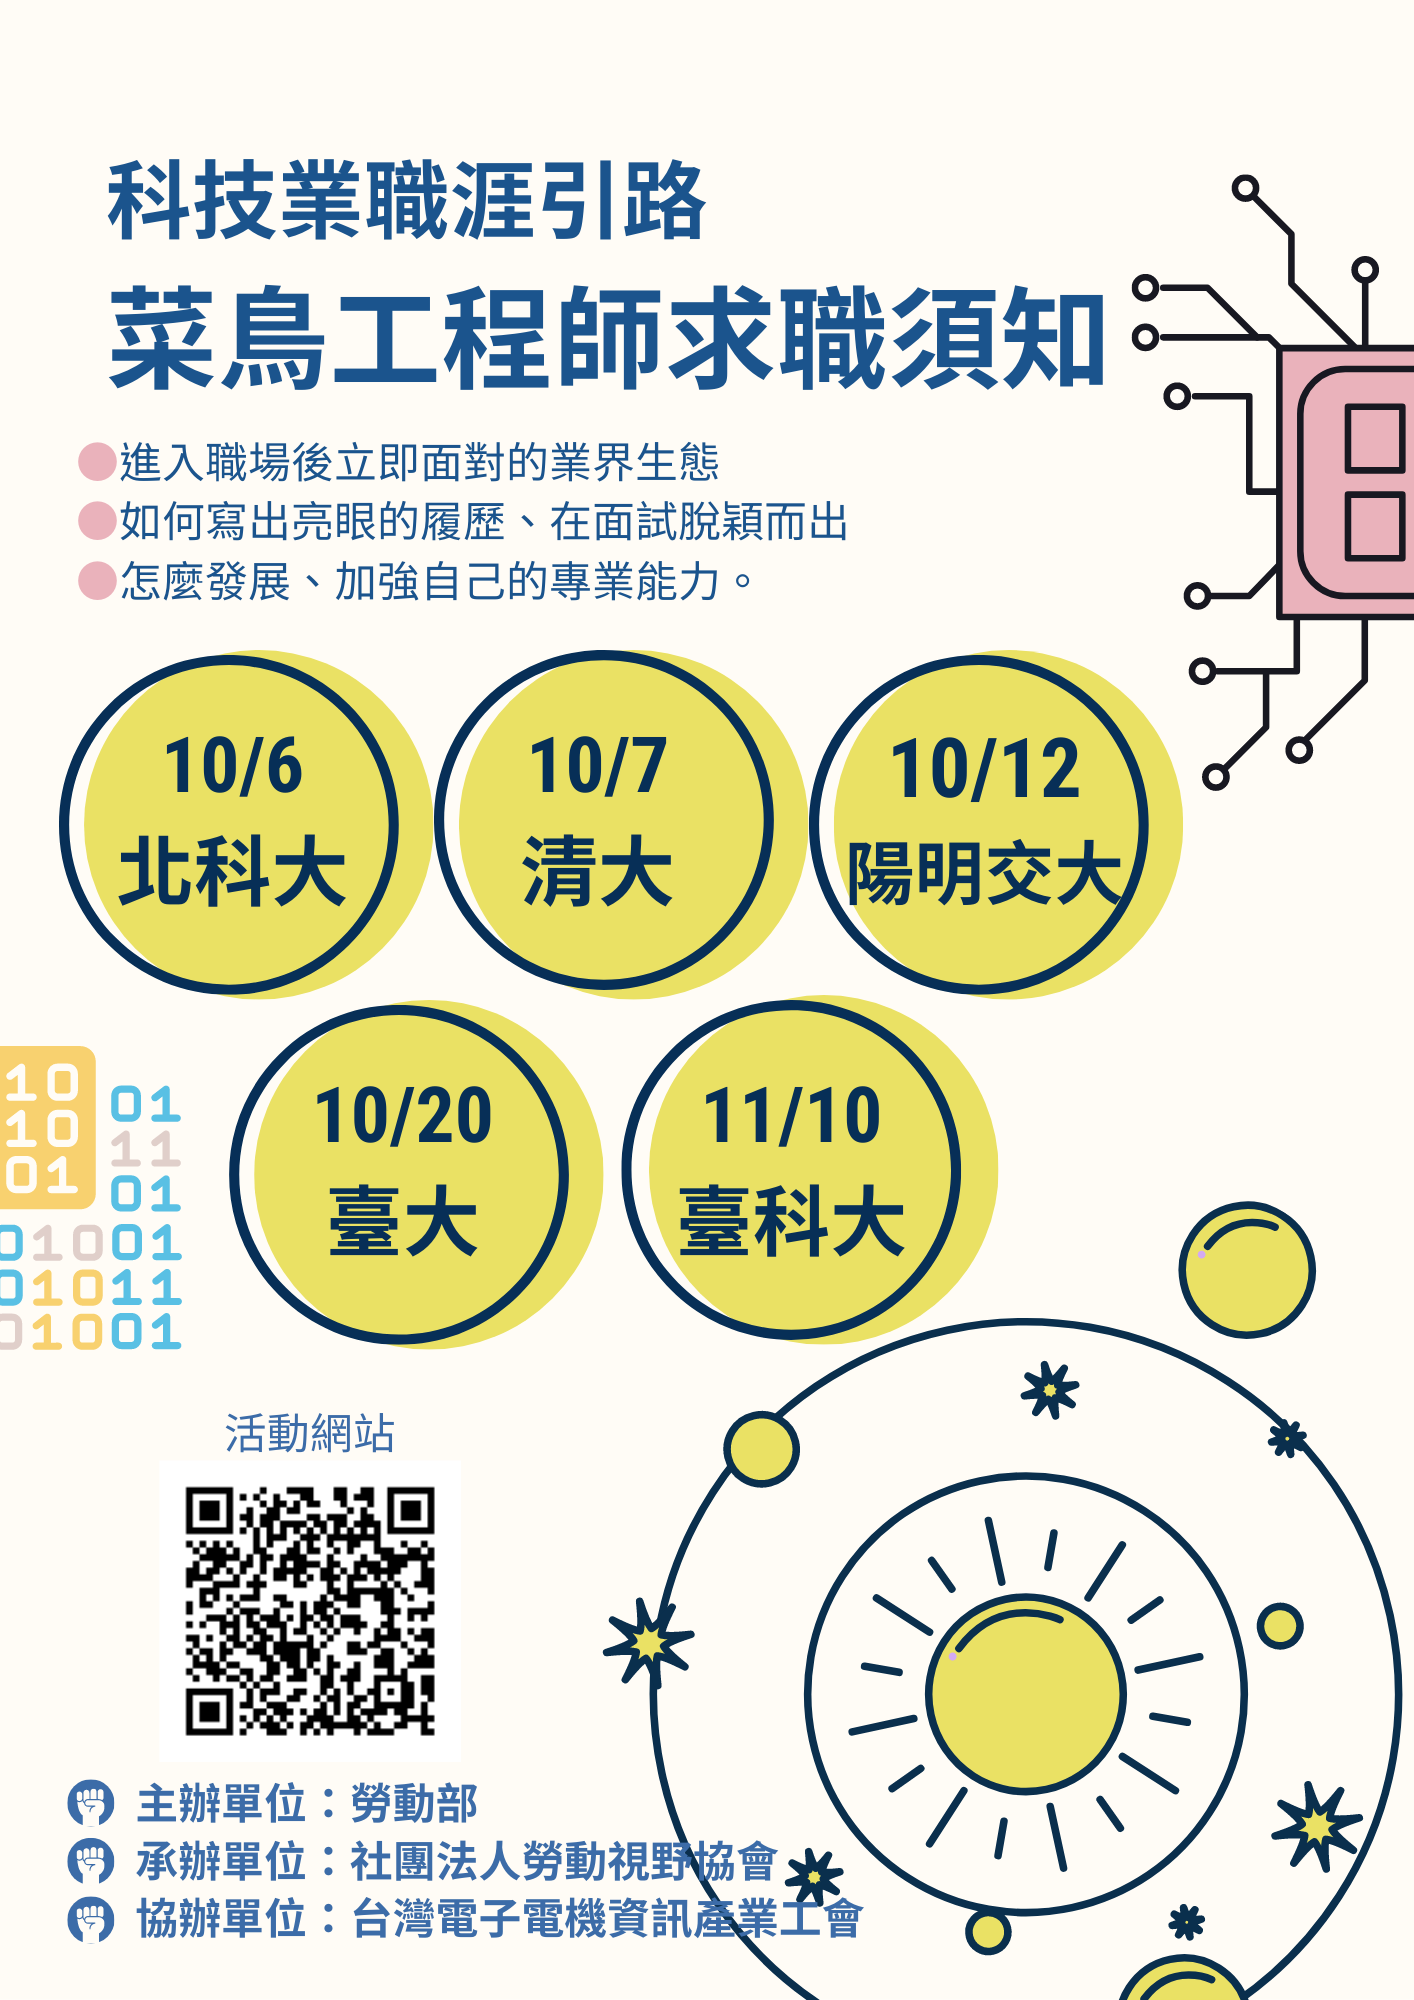 科技業職涯引路
菜鳥工程師求職須知
進入職場後立即面對的業界生態
如何寫出亮眼的履歷、在面試脫穎而出
怎麼發展、加強自己的專業能力。
10/6
北科大
10/7
清大
10/12
陽明交大
10/20
臺大
11/10
臺科大
10
10
01
01
11
01
01001
01011
01001
活動網站
主辦單位：勞動部
承辦單位：社團法人勞動視野協會
協辦單位：台灣電子電機資訊產業工會